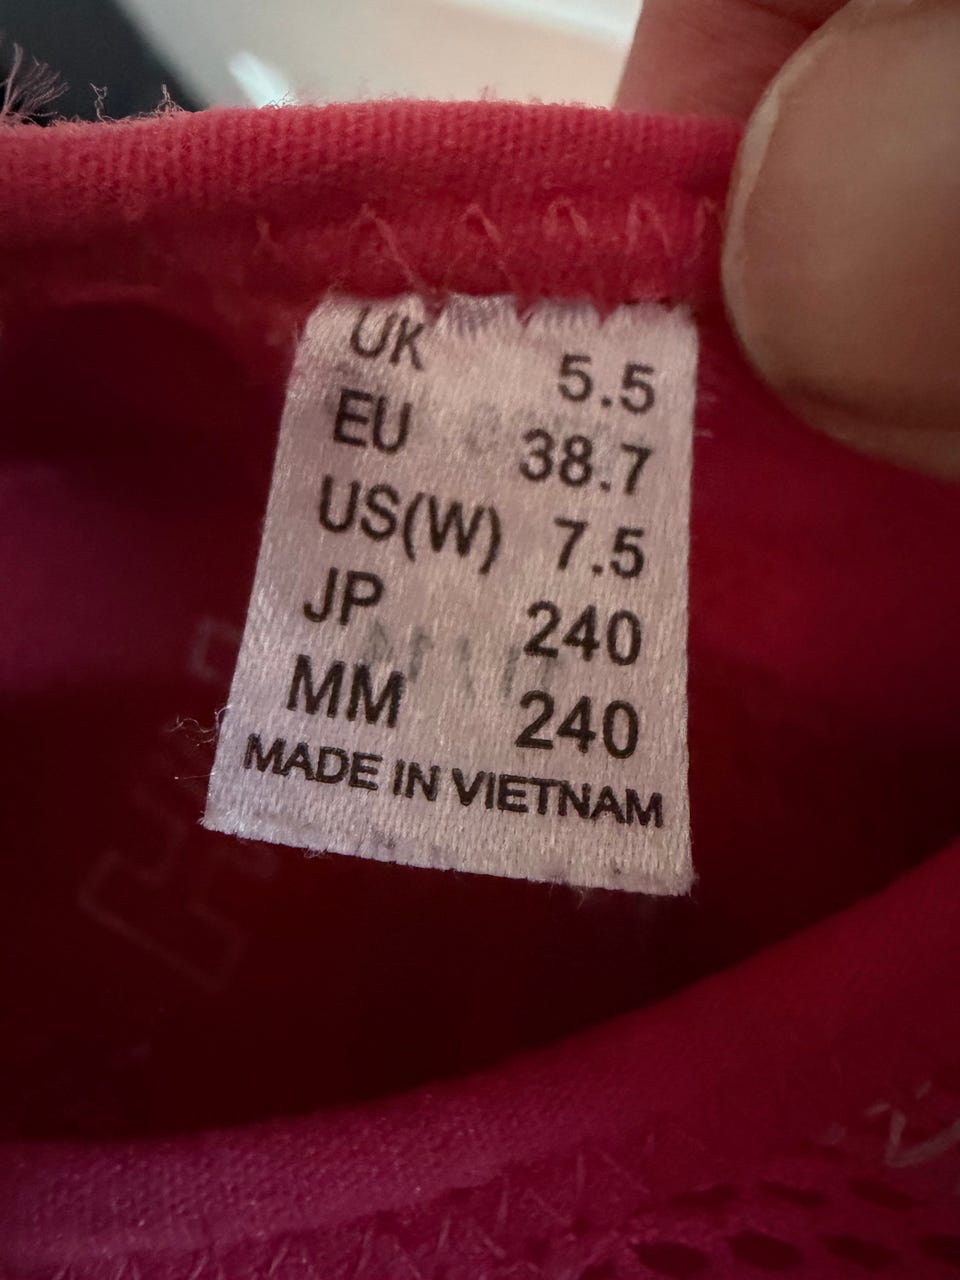 UK 5.5
EU 38.7
US(W) 7.5
JP 240
MM 240
MADE IN VIETNAM